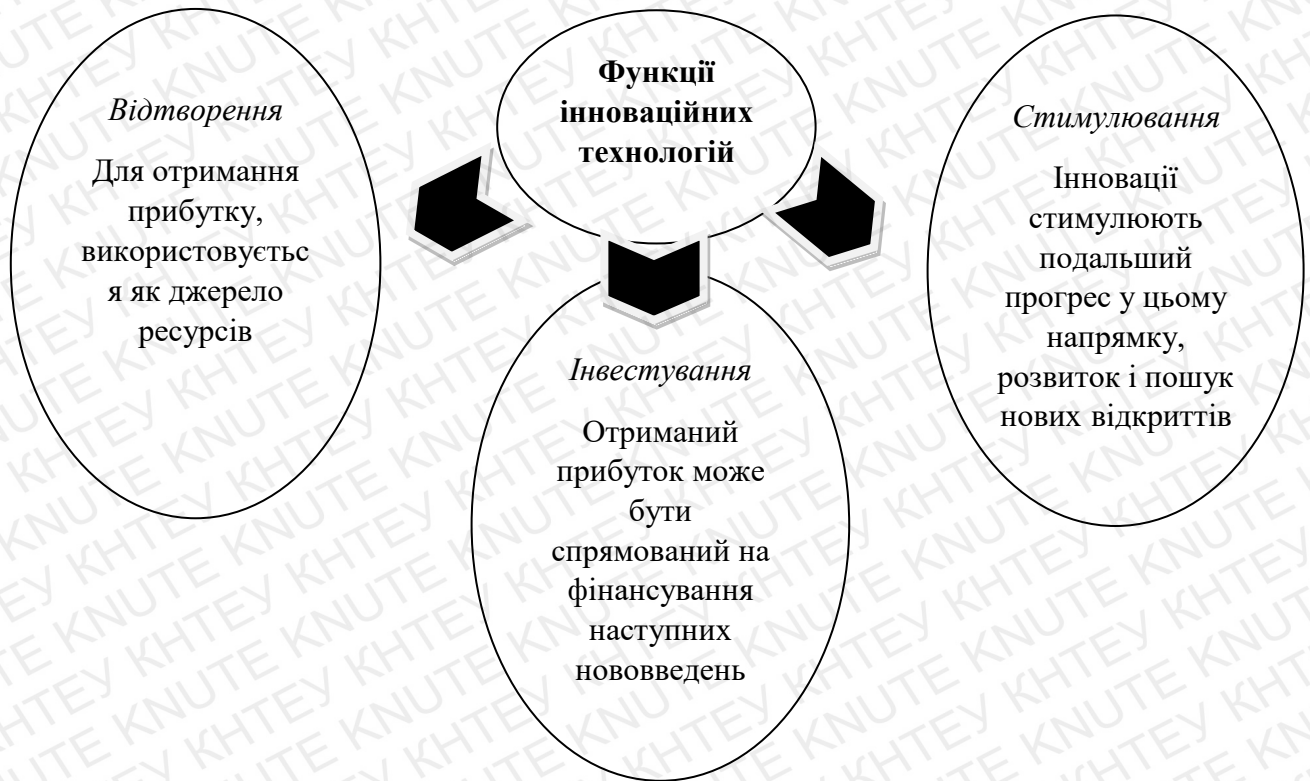 Функції
інноваційних
технологій
Відтворення
Для отримання
прибутку,
використовуєтьс
я як джерело
ресурсів
Інвестування
Отриманий
прибуток може
бути
спрямований на
фінансування
наступних
нововведень
Стимулювання
Інновації
стимулюють
подальший
прогрес у цьому
напрямку,
розвиток і пошук
нових відкриттів